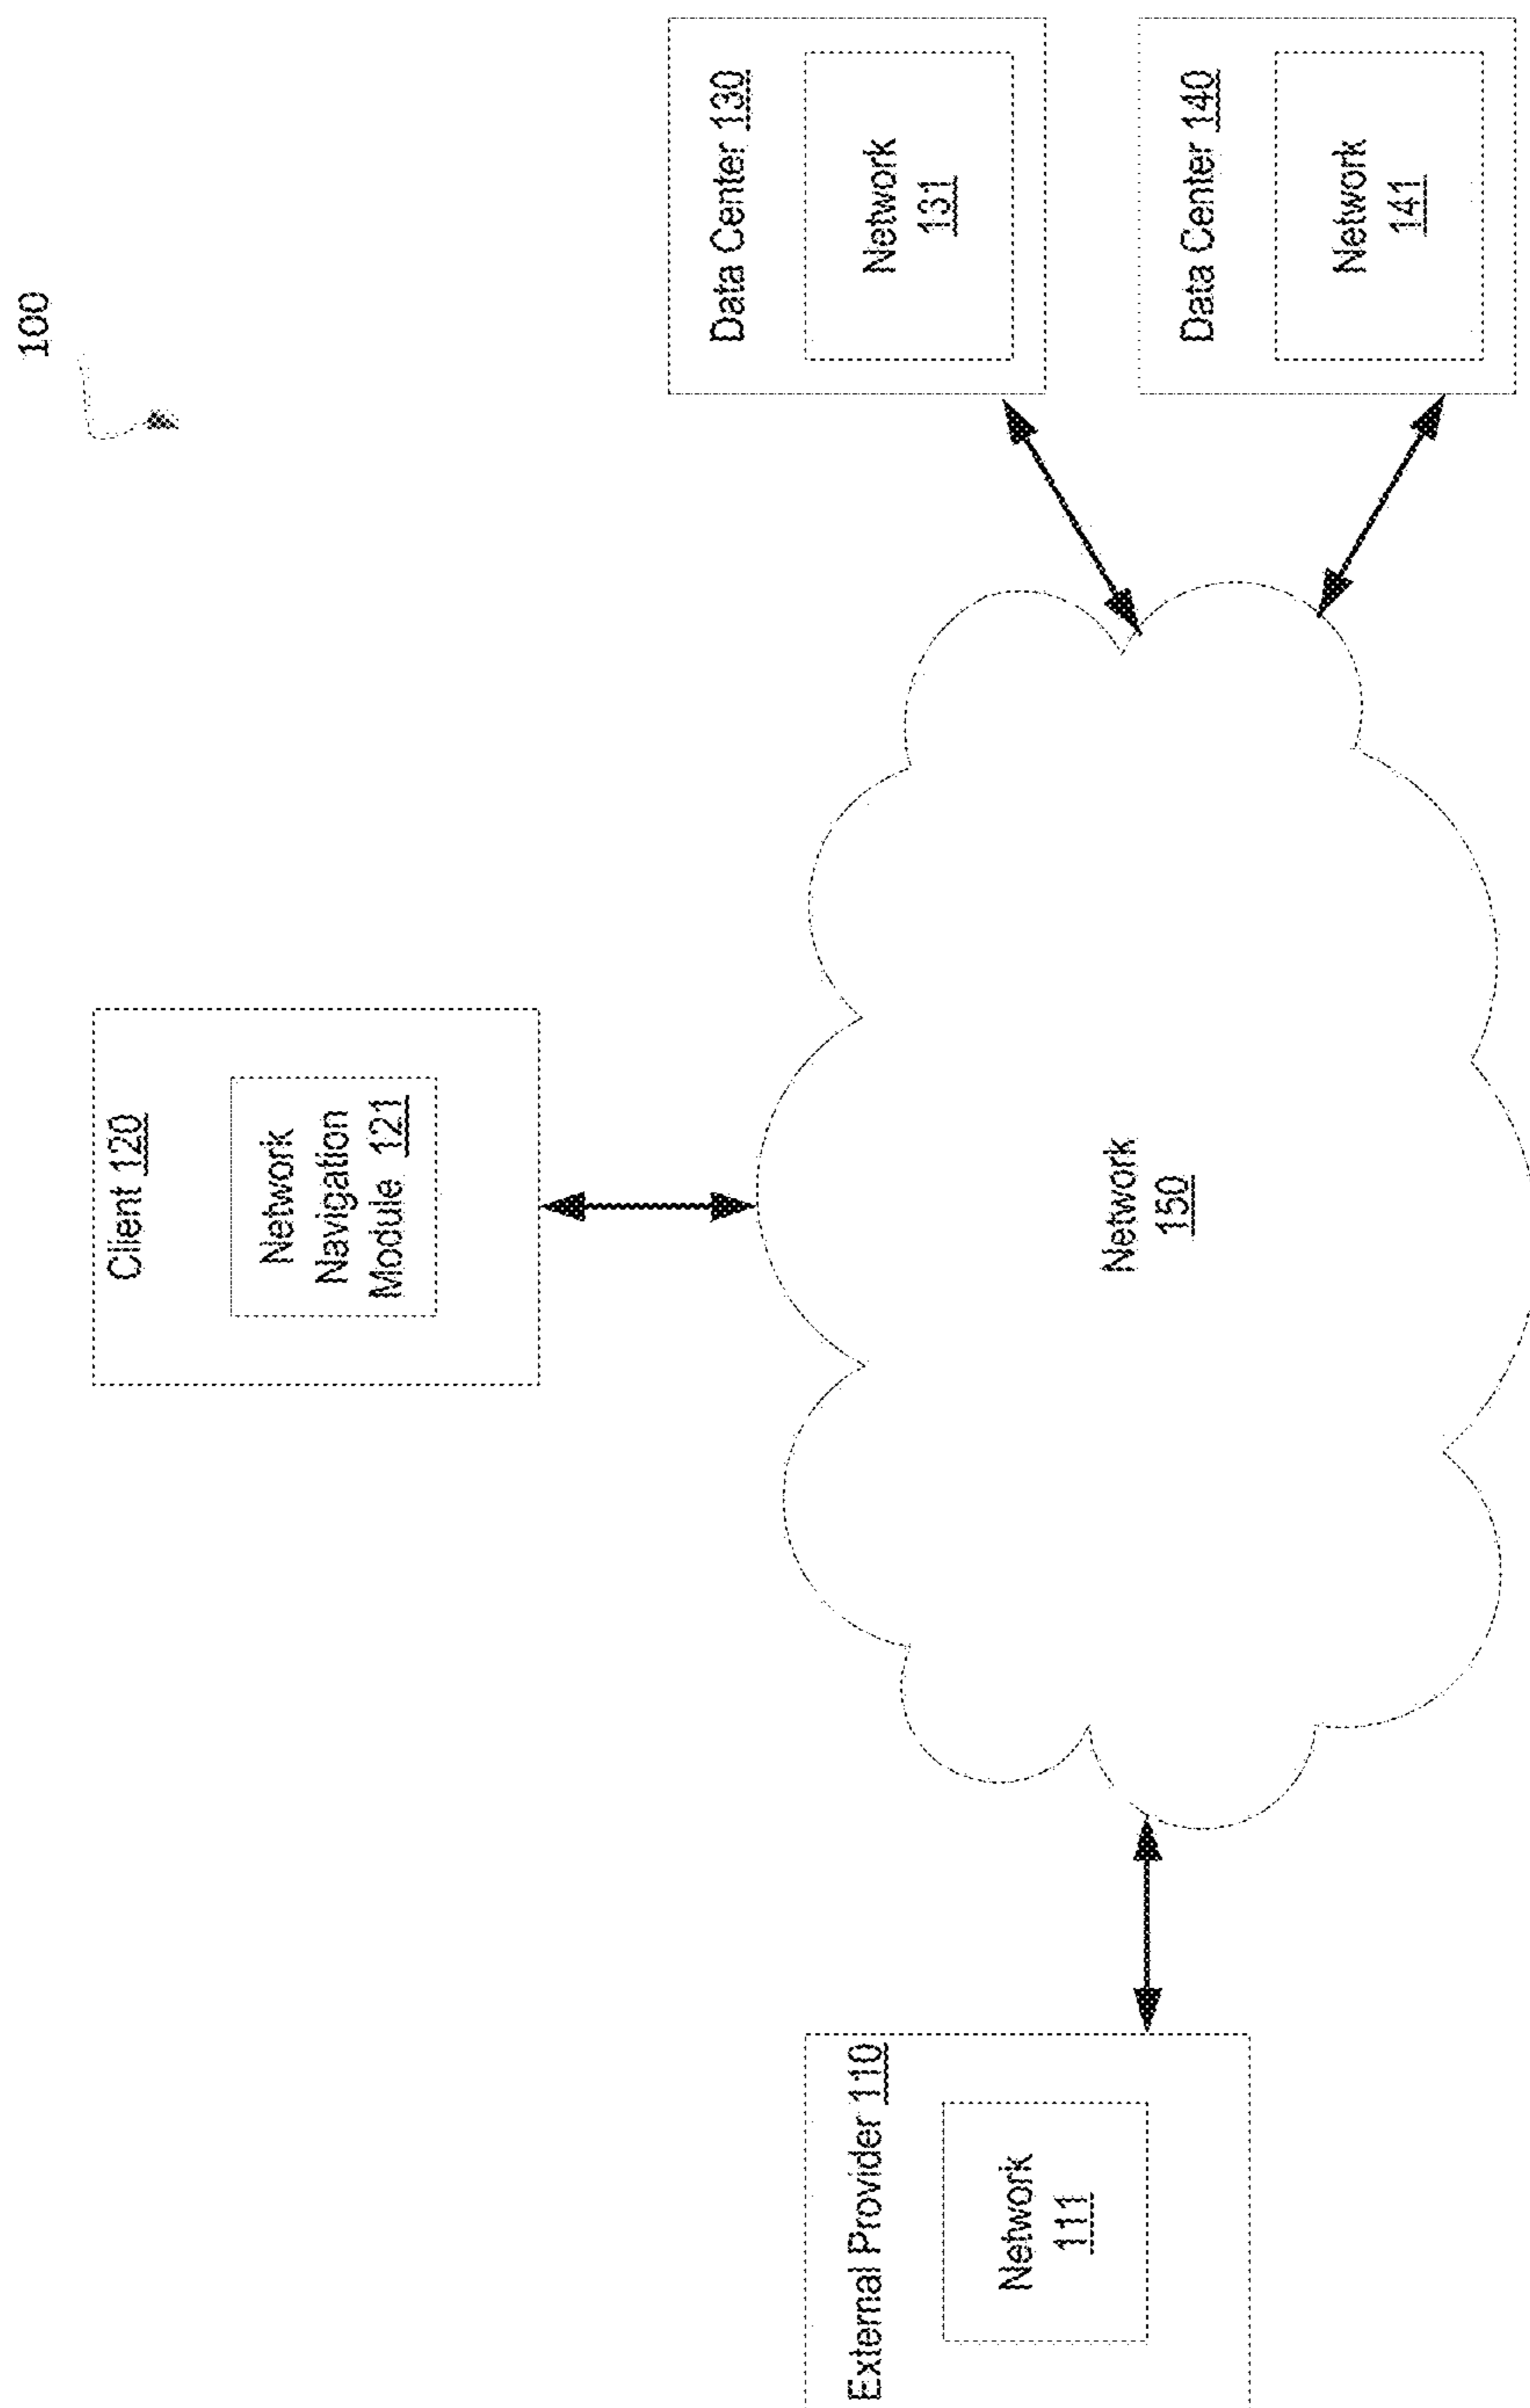 100
Client 120
Network
Navigation
Module 121
Data Center 130
Network
131
External Provider 110
Network
111
Network
150
Data Center 140
Network
141